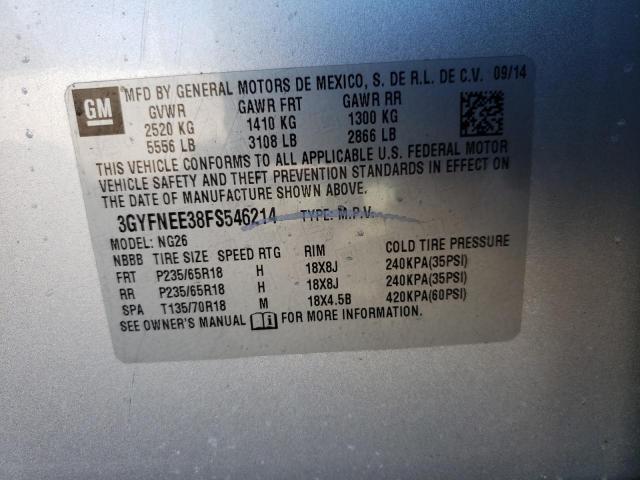 GM
MFD BY GENERAL MOTORS DE MEXICO, S. DE R.L. DE C.V. 09/14
GVWR GAWR FRT GAWR RR
2520 KG 1410 KG 1300 KG
5556 LB 3108 LB 2866 LB
THIS VEHICLE CONFORMS TO ALL APPLICABLE U.S. FEDERAL MOTOR
VEHICLE SAFETY AND THEFT PREVENTION STANDARDS IN EFFECT ON
THE DATE OF MANUFACTURE SHOWN ABOVE.
3GYFNEE38FS546214 TYPE: M.P.V.
MODEL: NG26
NBBB TIRE SIZE SPEED RTG RIM COLD TIRE PRESSURE
FRT P235/65R18 H 18X8J 240KPA(35PSI)
RR P235/65R18 H 18X8J 240KPA(35PSI)
SPA T135/70R18 M 18X4.5B 420KPA(60PSI)
SEE OWNER'S MANUAL FOR MORE INFORMATION.